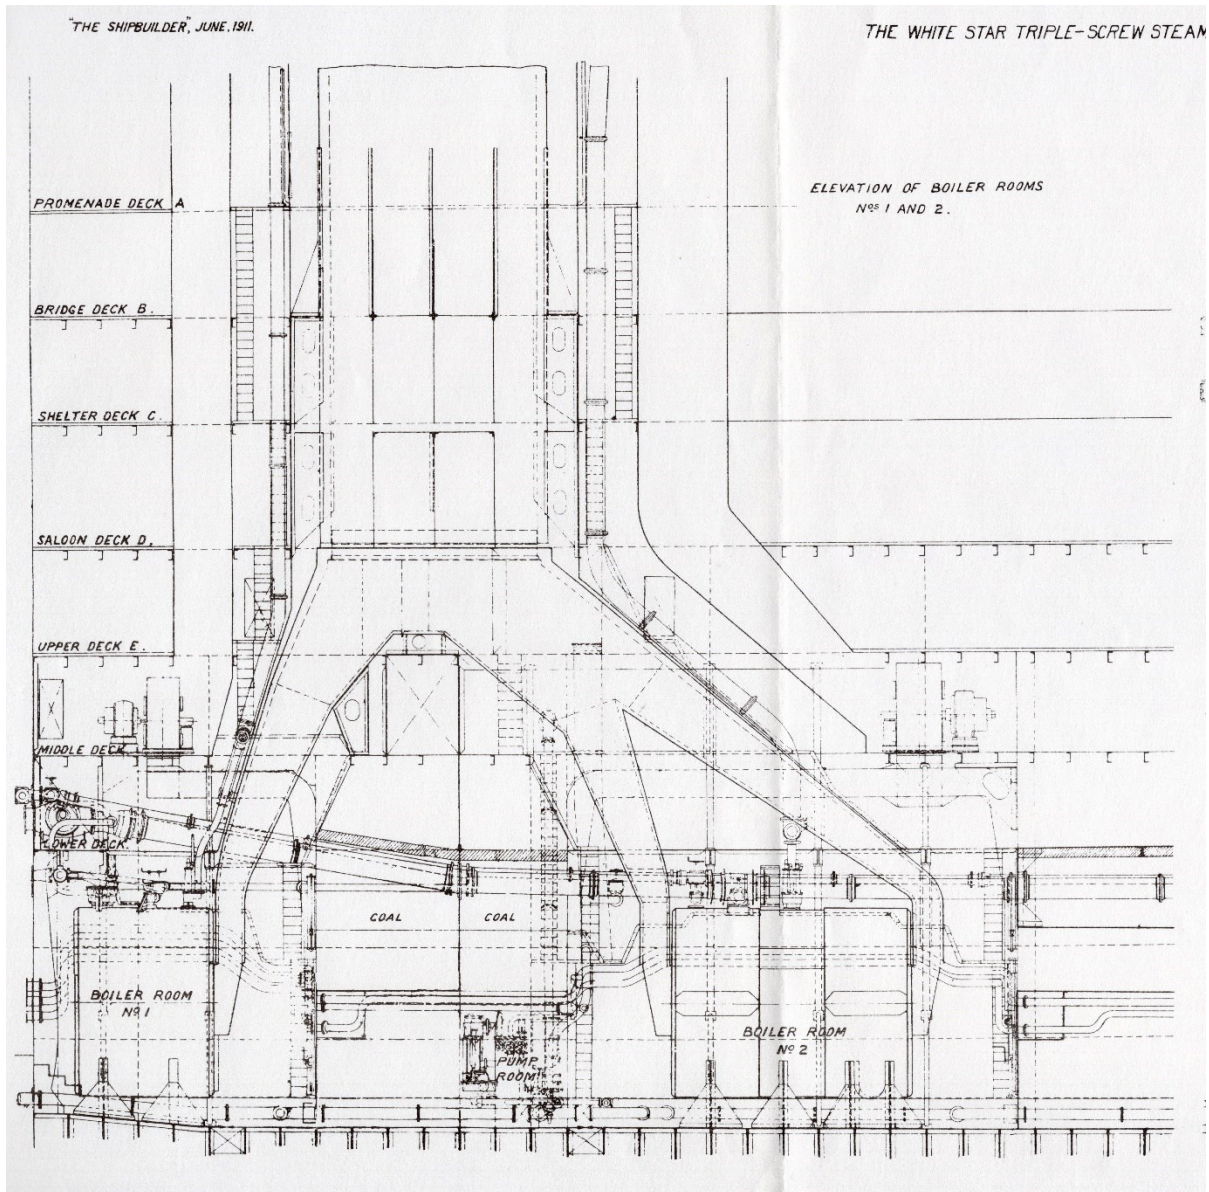 "THE SHIPBUILDER", JUNE, 1911.
THE WHITE STAR TRIPLE-SCREW STEAM
ELEVATION OF BOILER ROOMS
Nos 1 AND 2.
PROMENADE DECK A
BRIDGE DECK B.
SHELTER DECK C.
SALOON DECK D.
UPPER DECK E.
MIDDLE DECK
LOWER DECK
COAL
COAL
BOILER ROOM
No 1
BOILER ROOM
No 2
PUMP
ROOM